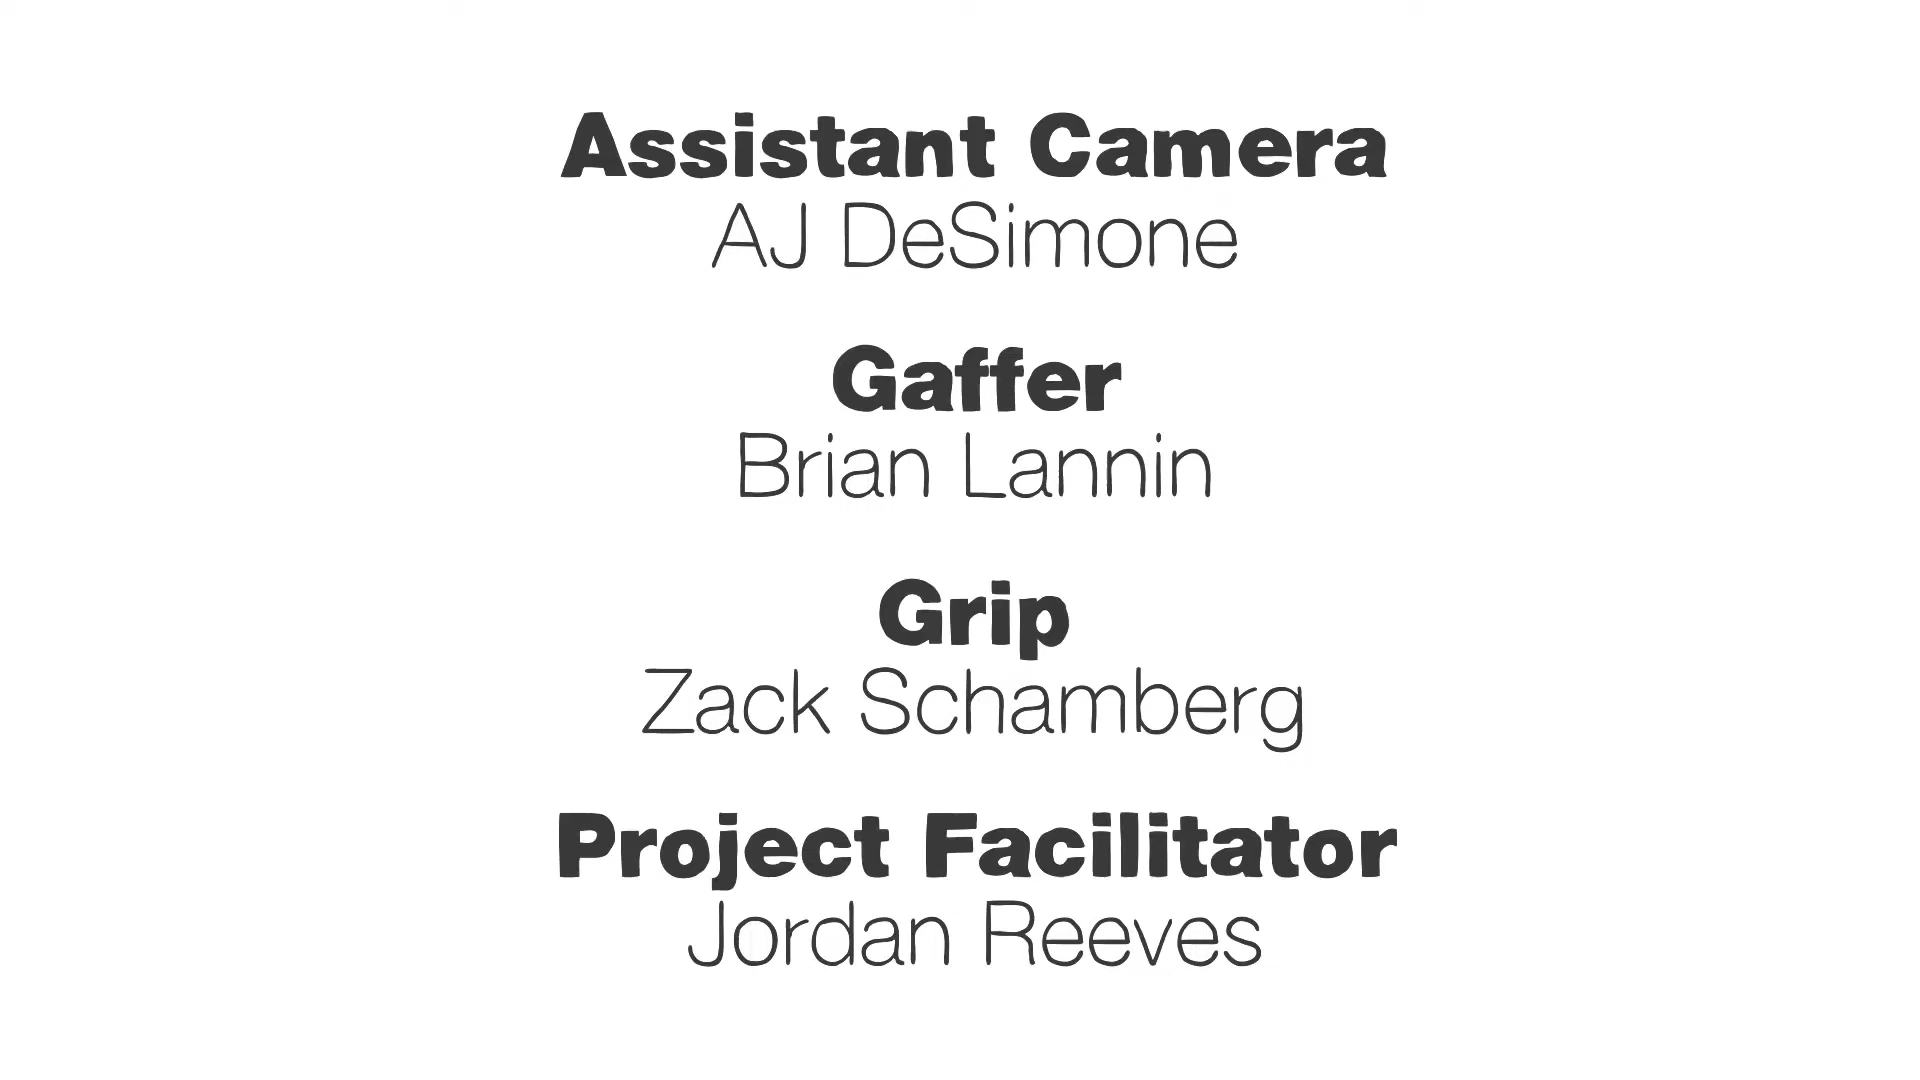 Assistant Camera
AJ DeSimone
Gaffer
Brian Lannin
Grip
Zack Schamberg
Project Facilitator
Jordan Reeves